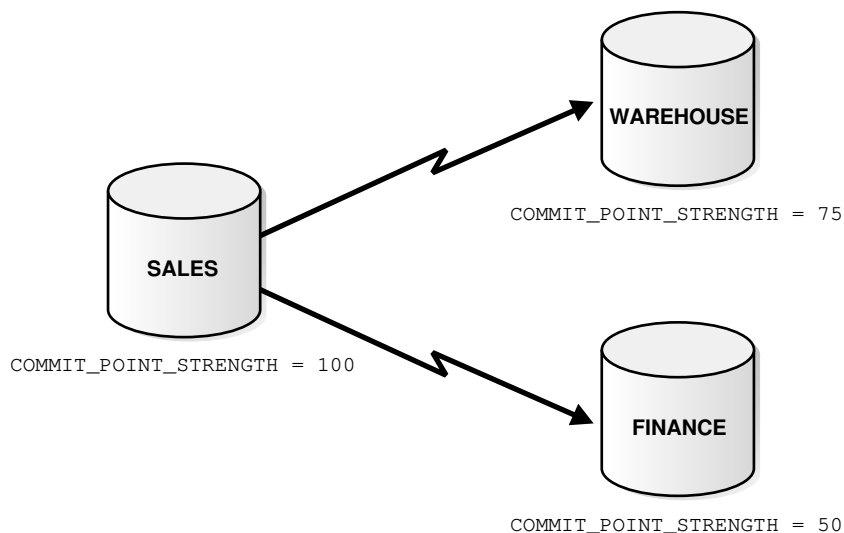 WAREHOUSE
COMMIT_POINT_STRENGTH = 75
SALES
COMMIT_POINT_STRENGTH = 100
FINANCE
COMMIT_POINT_STRENGTH = 50